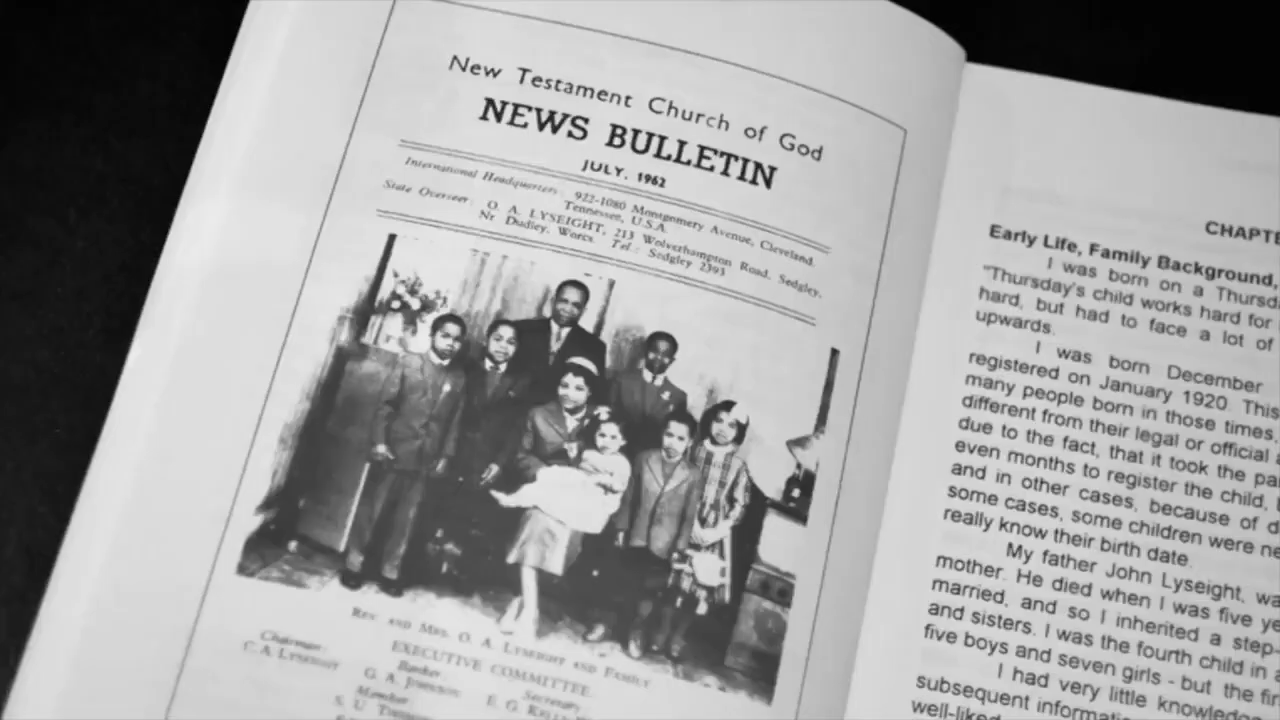 New Testament Church of God
NEWS BULLETIN
JULY, 1962
International Headquarters: 922-1080 Montgomery Avenue, Cleveland,
Tennessee, U.S.A.
State Overseer: O. A. LYSEIGHT, 213 Wolverhampton Road, Sedgley,
Nr Dudley, Worcs. Tel.: Sedgley 2393
REV. AND MRS. O. A. LYSEIGHT AND FAMILY
EXECUTIVE COMMITTEE
Chairman:
Secretary
Member
S. U.
E. G.
CHAPTE
Early Life, Family Background,
I was born on a Thursd
"Thursday's child works hard for
hard, but had to face a lot of
upwards.
I was born December
registered on January 1920. This
many people born in those times,
different from their legal or official
due to the fact, that it took the pa
even months to register the child,
and in other cases, because of d
some cases, some children were ne
really know their birth date.
My father John Lyseight, wa
mother. He died when I was five ye
married, and so I inherited a step-
and sisters. I was the fourth child in a
five boys and seven girls - but the fir
I had very little knowledg
subsequent informati
well-liked